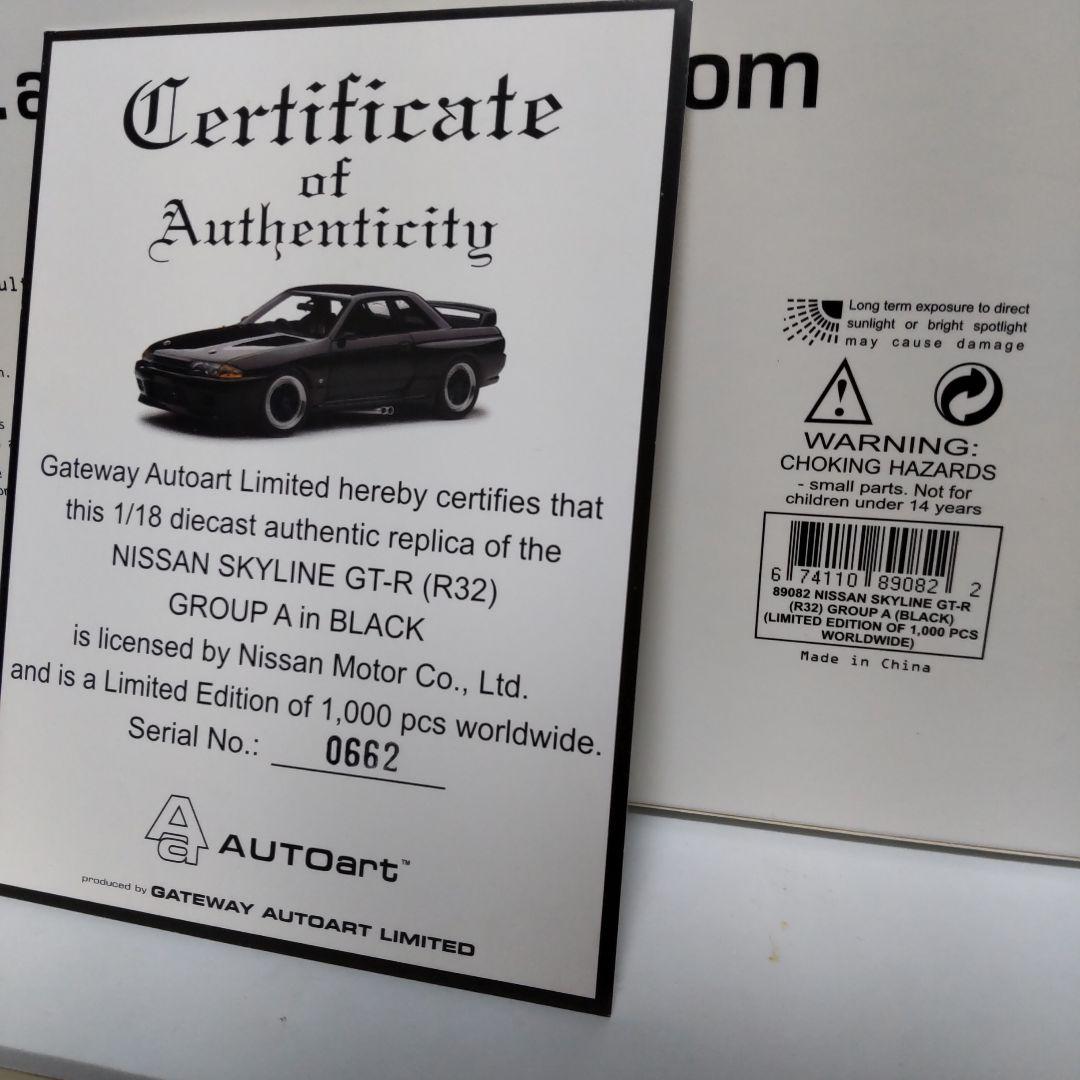 Certificate
of
Authenticity
Gateway Autoart Limited hereby certifies that
this 1/18 diecast authentic replica of the
NISSAN SKYLINE GT-R (R32)
GROUP A in BLACK
is licensed by Nissan Motor Co., Ltd.
and is a Limited Edition of 1,000 pcs worldwide.
Serial No.: 0662
Aa AUTOart™
produced by GATEWAY AUTOART LIMITED
.a
om
Long term exposure to direct
sunlight or bright spotlight
may cause damage
WARNING:
CHOKING HAZARDS
- small parts. Not for
children under 14 years
6 74110 89082 2
89082 NISSAN SKYLINE GT-R
(R32) GROUP A (BLACK)
(LIMITED EDITION OF 1,000 PCS
WORLDWIDE)
Made in China